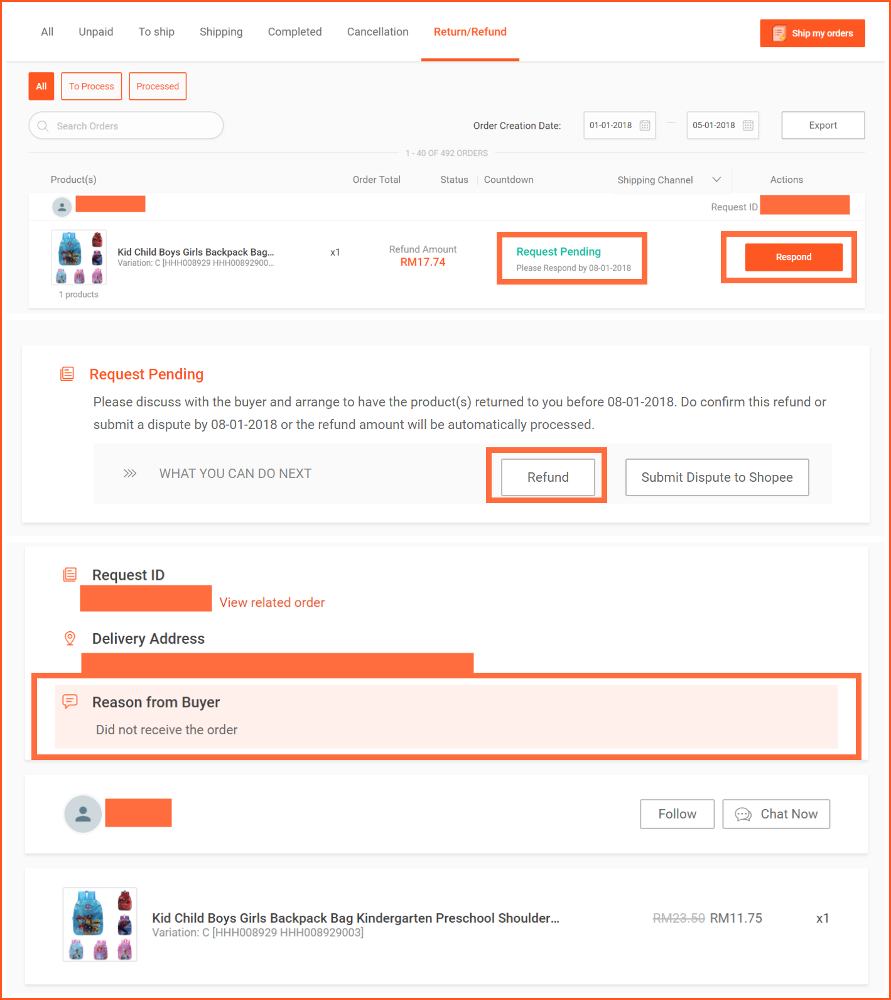 All Unpaid To ship Shipping Completed Cancellation Return/Refund Ship my orders
All To Process Processed
Search Orders Order Creation Date: 01-01-2018 — 05-01-2018 Export
1 - 40 OF 492 ORDERS
Product(s) Order Total Status Countdown Shipping Channel Actions
Request ID
Kid Child Boys Girls Backpack Bag... x1 Refund Amount Request Pending Respond
Variation: C [HHH008929 HHH00892900... RM17.74 Please Respond by 08-01-2018
1 products
Request Pending
Please discuss with the buyer and arrange to have the product(s) returned to you before 08-01-2018. Do confirm this refund or
submit a dispute by 08-01-2018 or the refund amount will be automatically processed.
WHAT YOU CAN DO NEXT Refund Submit Dispute to Shopee
Request ID
View related order
Delivery Address
Reason from Buyer
Did not receive the order
Follow Chat Now
Kid Child Boys Girls Backpack Bag Kindergarten Preschool Shoulder... RM23.50 RM11.75 x1
Variation: C [HHH008929 HHH008929003]